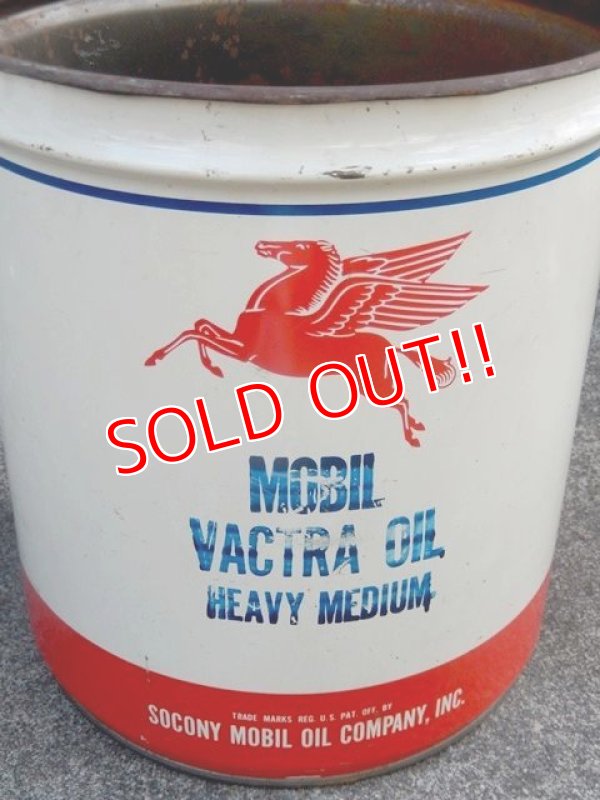 SOLD OUT!!
MOBIL
VACTRA OIL
HEAVY MEDIUM
TRADE MARKS REG. U.S. PAT. OFF. BY
SOCONY MOBIL OIL COMPANY, INC.